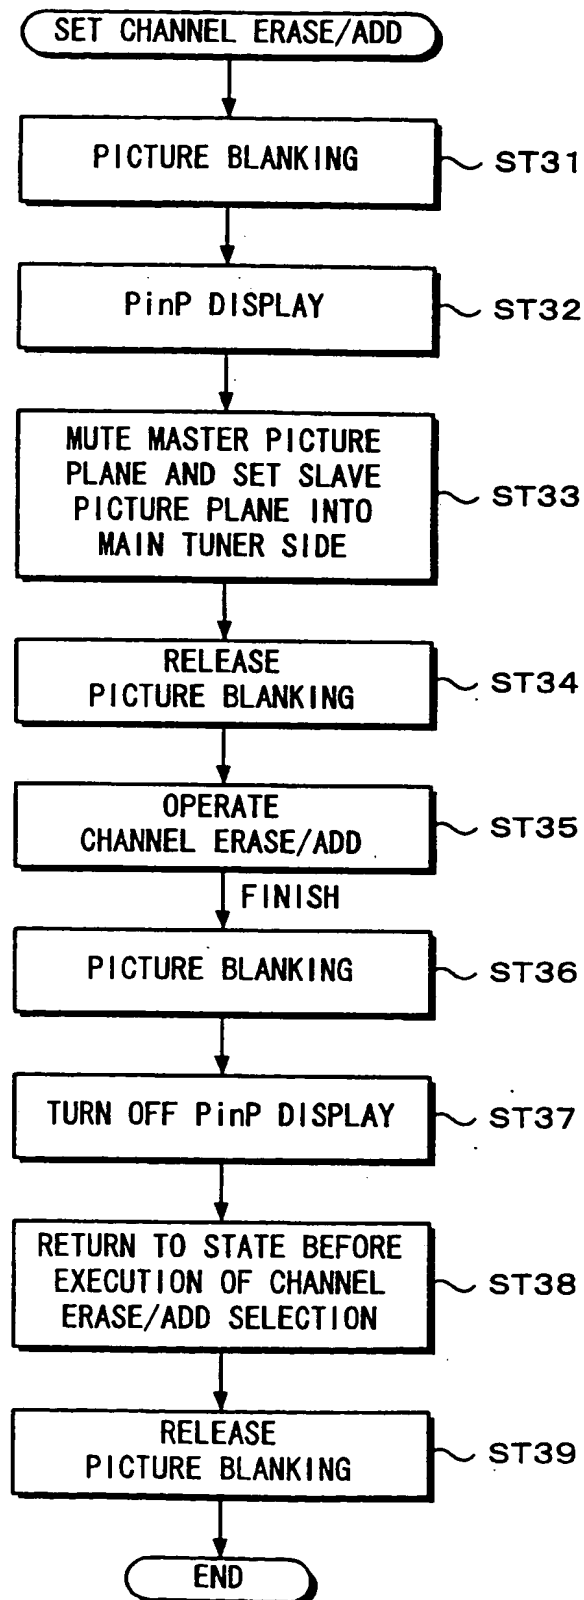 SET CHANNEL ERASE/ADD
PICTURE BLANKING
ST31
PinP DISPLAY
ST32
MUTE MASTER PICTURE
PLANE AND SET SLAVE
PICTURE PLANE INTO
MAIN TUNER SIDE
ST33
RELEASE
PICTURE BLANKING
ST34
OPERATE
CHANNEL ERASE/ADD
ST35
FINISH
PICTURE BLANKING
ST36
TURN OFF PinP DISPLAY
ST37
RETURN TO STATE BEFORE
EXECUTION OF CHANNEL
ERASE/ADD SELECTION
ST38
RELEASE
PICTURE BLANKING
ST39
END